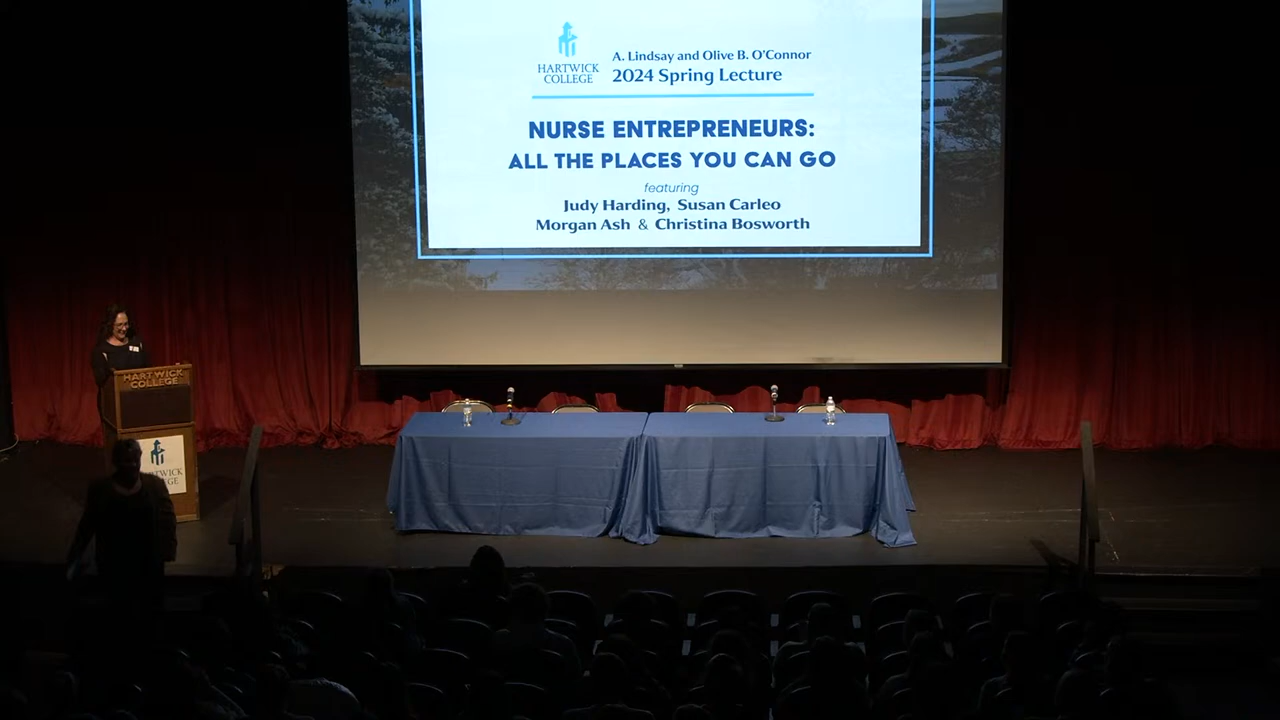 HARTWICK
COLLEGE
A. Lindsay and Olive B. O'Connor
2024 Spring Lecture
NURSE ENTREPRENEURS:
ALL THE PLACES YOU CAN GO
featuring
Judy Harding, Susan Carleo
Morgan Ash & Christina Bosworth
HARTWICK
COLLEGE